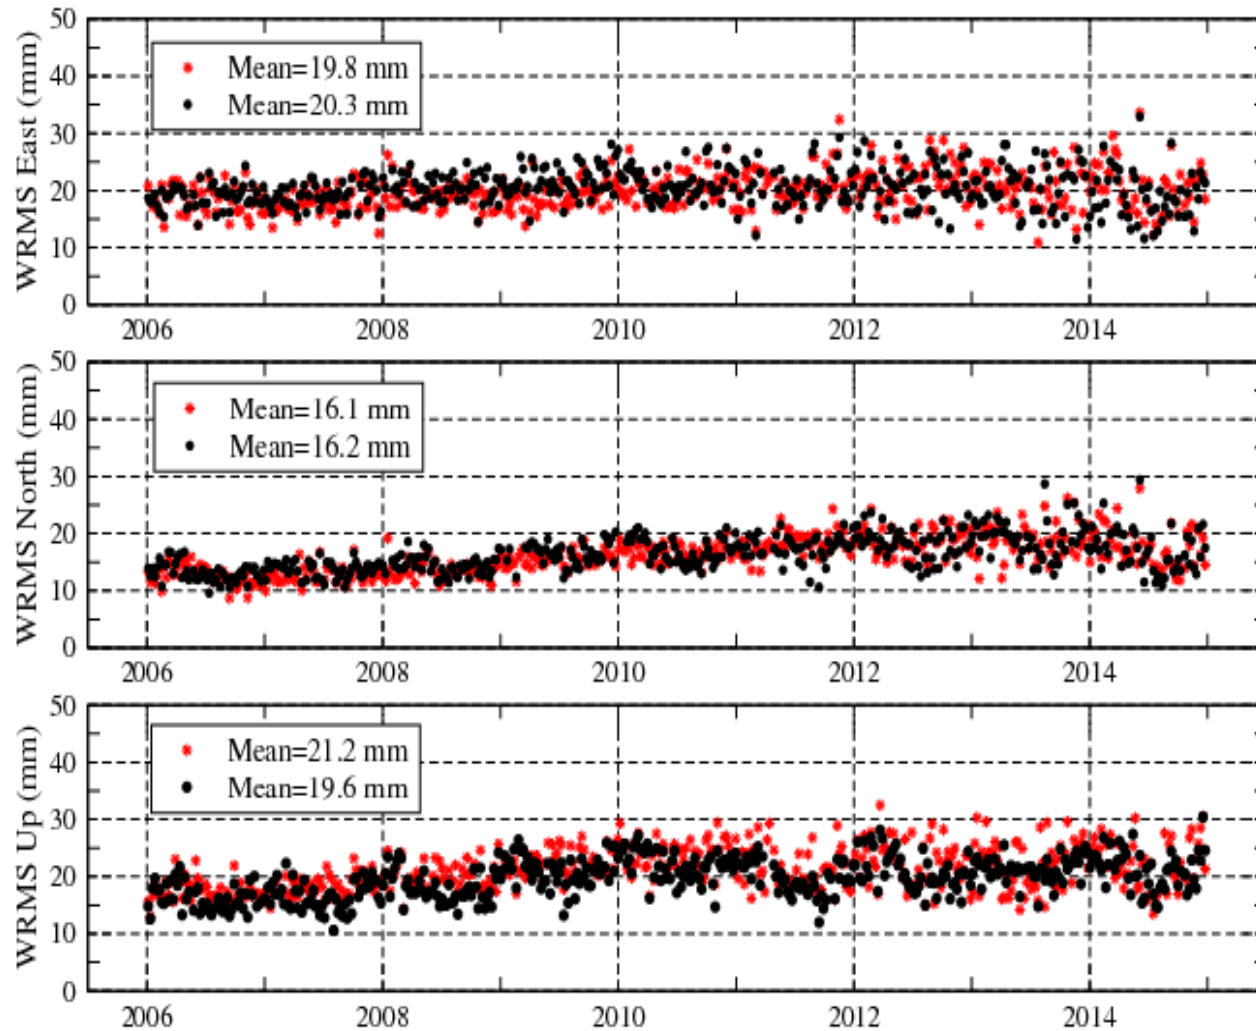 50
40
30
20
10
0
WRMS East (mm)
Mean=19.8 mm
Mean=20.3 mm
2006 2008 2010 2012 2014
50
40
30
20
10
0
WRMS North (mm)
Mean=16.1 mm
Mean=16.2 mm
2006 2008 2010 2012 2014
50
40
30
20
10
0
WRMS Up (mm)
Mean=21.2 mm
Mean=19.6 mm
2006 2008 2010 2012 2014